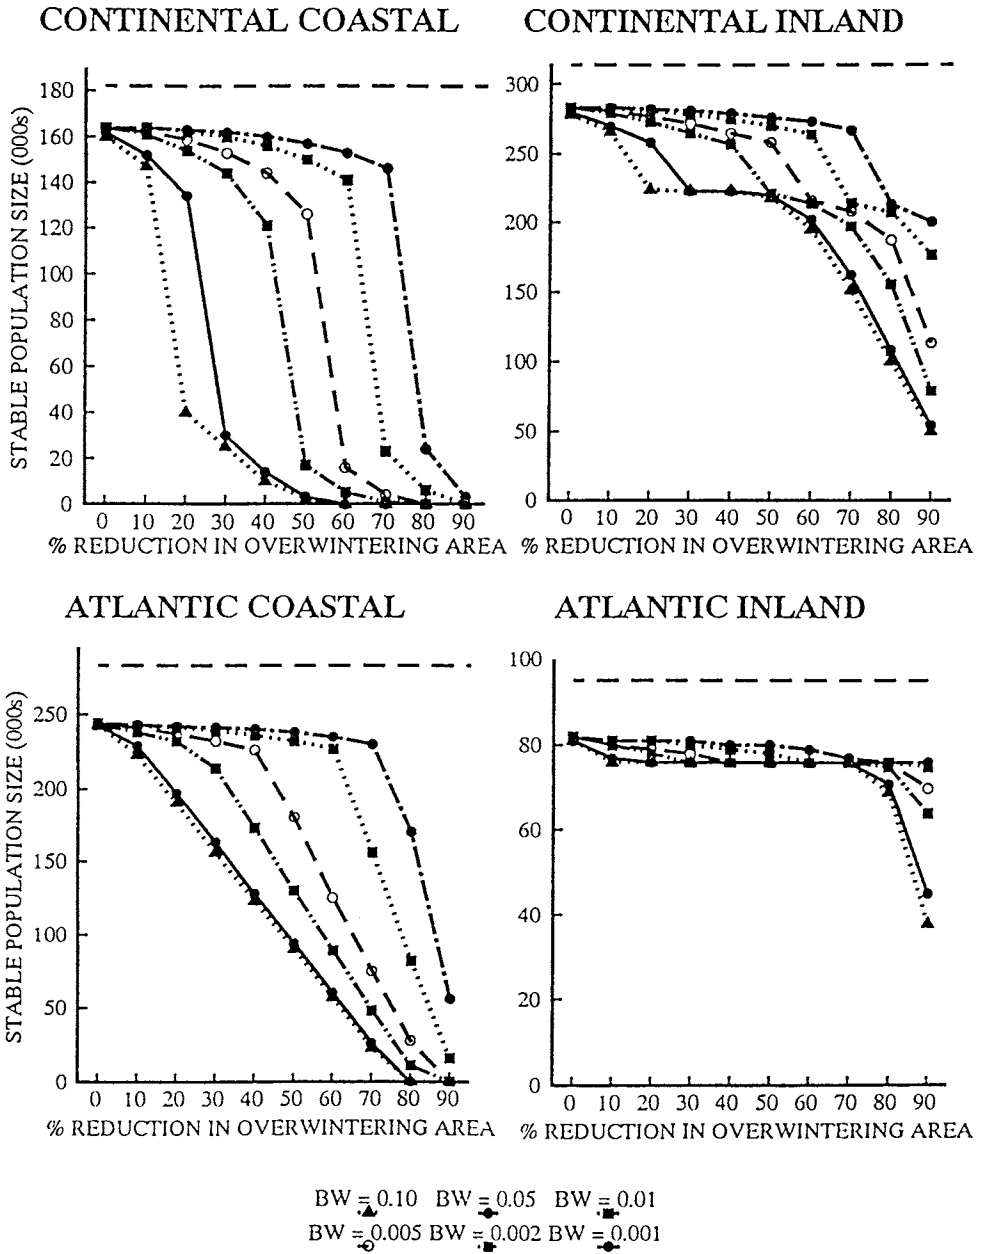 CONTINENTAL COASTAL
STABLE POPULATION SIZE (000s)
180
160
140
120
100
80
60
40
20
0
0 10 20 30 40 50 60 70 80 90
% REDUCTION IN OVERWINTERING AREA
CONTINENTAL INLAND
300
250
200
150
100
50
0
0 10 20 30 40 50 60 70 80 90
% REDUCTION IN OVERWINTERING AREA
ATLANTIC COASTAL
STABLE POPULATION SIZE (000s)
250
200
150
100
50
0
0 10 20 30 40 50 60 70 80 90
% REDUCTION IN OVERWINTERING AREA
ATLANTIC INLAND
100
80
60
40
20
0
0 10 20 30 40 50 60 70 80 90
% REDUCTION IN OVERWINTERING AREA
BW = 0.10 BW = 0.05 BW = 0.01
BW = 0.005 BW = 0.002 BW = 0.001